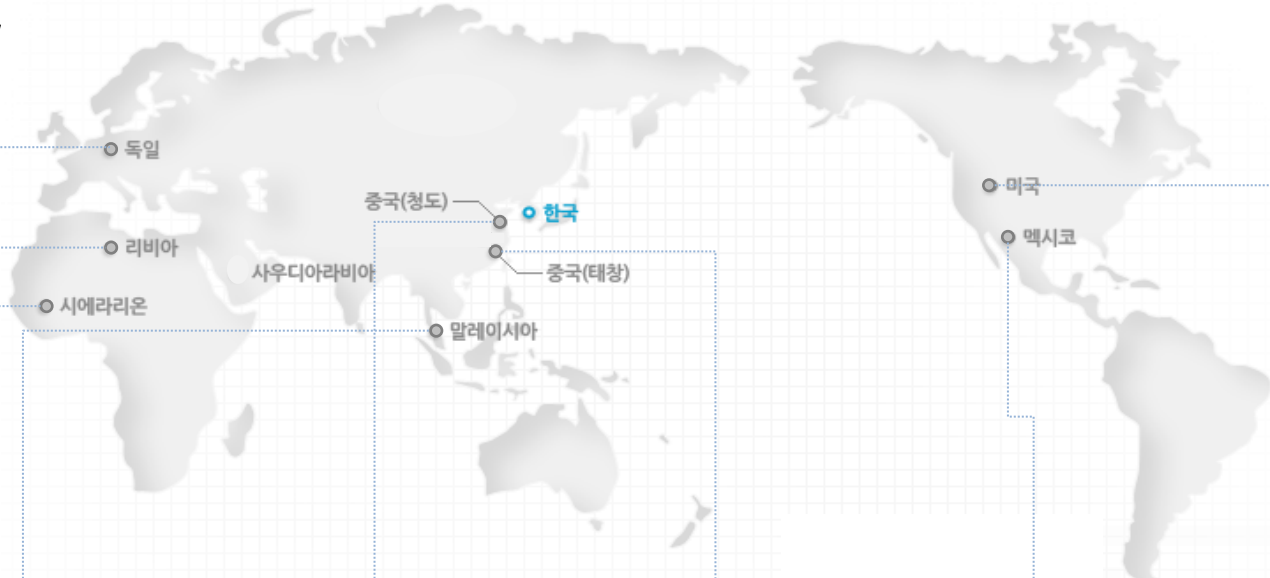 독일
미국
중국(청도)
한국
멕시코
리비아
사우디아라비아
중국(태창)
시에라리온
말레이시아